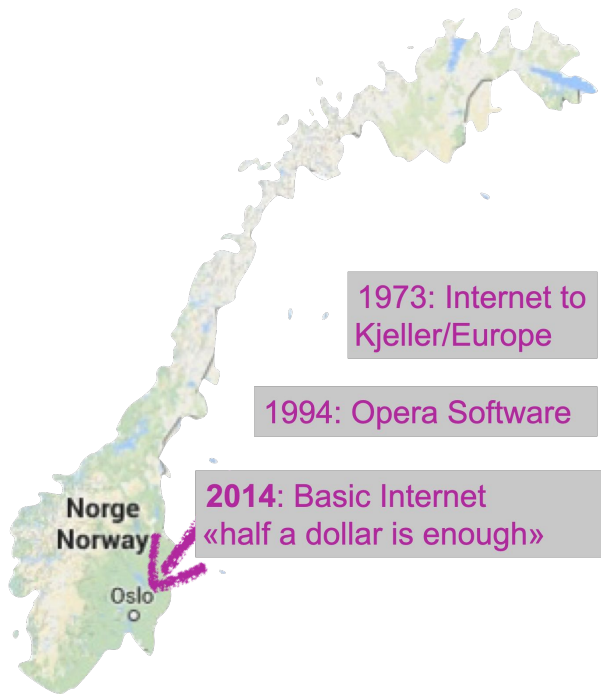 1973: Internet to
Kjeller/Europe
1994: Opera Software
2014: Basic Internet
«half a dollar is enough»
Norge
Norway
Oslo